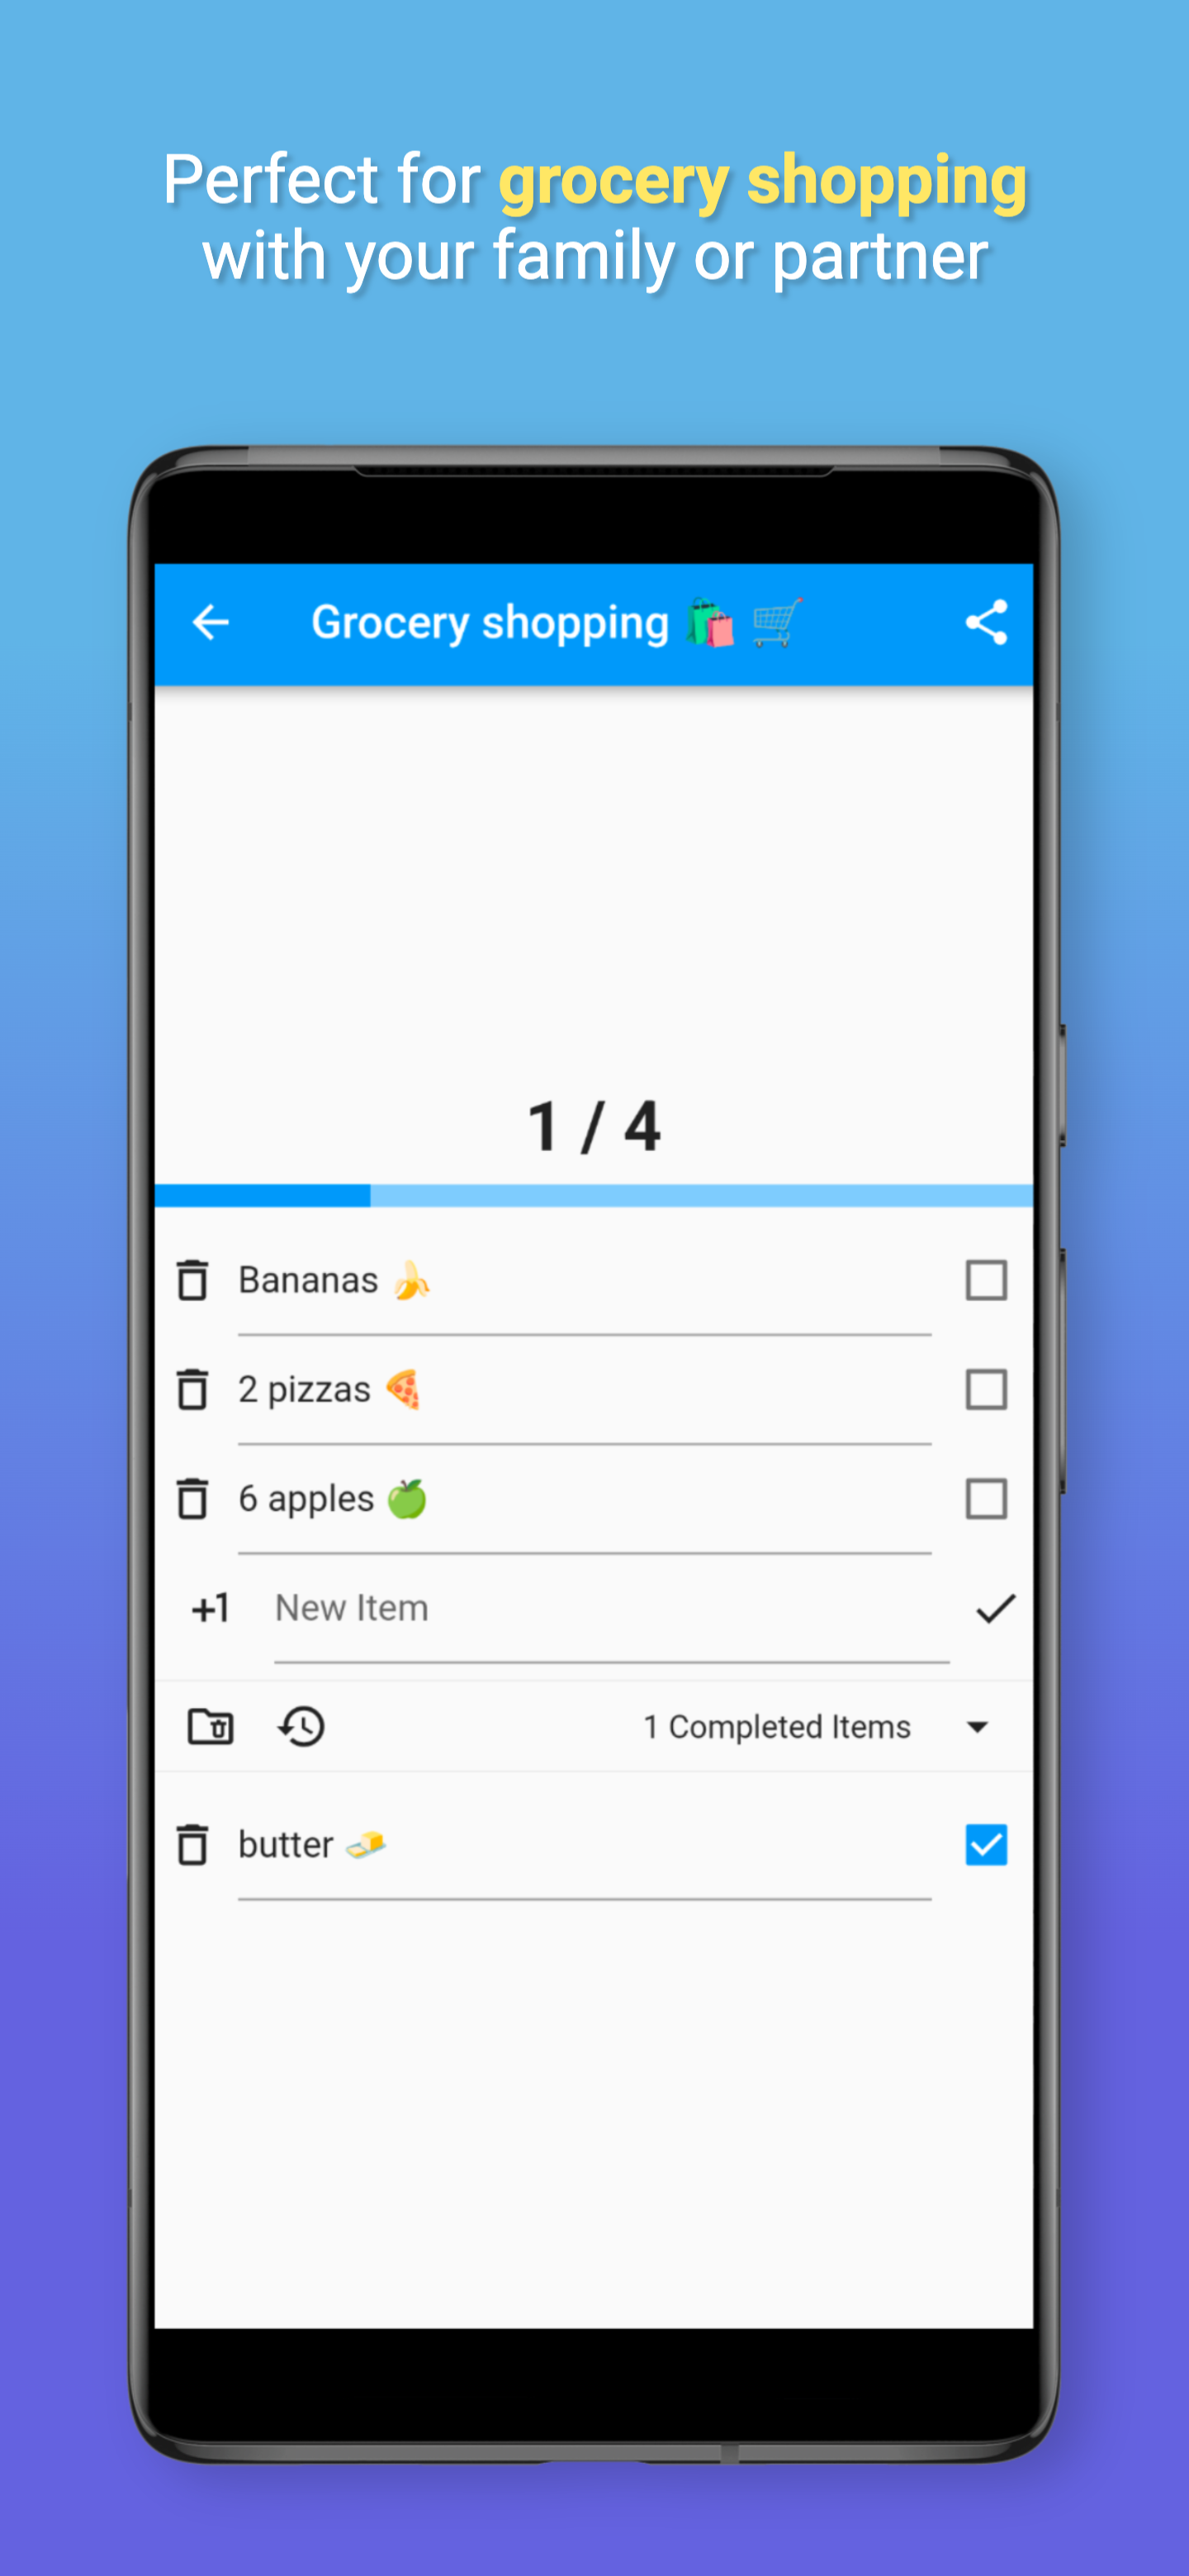 Perfect for grocery shopping
with your family or partner
Grocery shopping 🛍️ 🛒
1 / 4
Bananas 🍌
2 pizzas 🍕
6 apples 🍏
+1 New Item
1 Completed Items
butter 🧈